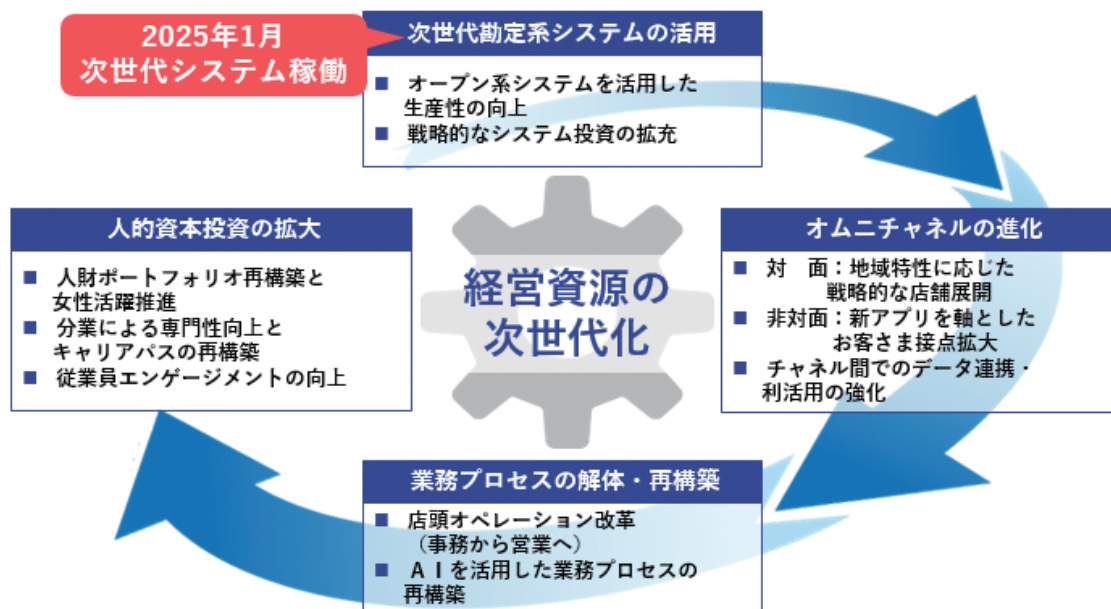 2025年1月
次世代システム稼働
次世代勘定系システムの活用
■ オープン系システムを活用した
生産性の向上
■ 戦略的なシステム投資の拡充
人的資本投資の拡大
■ 人財ポートフォリオ再構築と
女性活躍推進
■ 分業による専門性向上と
キャリアパスの再構築
■ 従業員エンゲージメントの向上
経営資源の
次世代化
オムニチャネルの進化
■ 対　面：地域特性に応じた
戦略的な店舗展開
■ 非対面：新アプリを軸とした
お客さま接点拡大
■ チャネル間でのデータ連携・
利活用の強化
業務プロセスの解体・再構築
■ 店頭オペレーション改革
（事務から営業へ）
■ ＡＩを活用した業務プロセスの
再構築